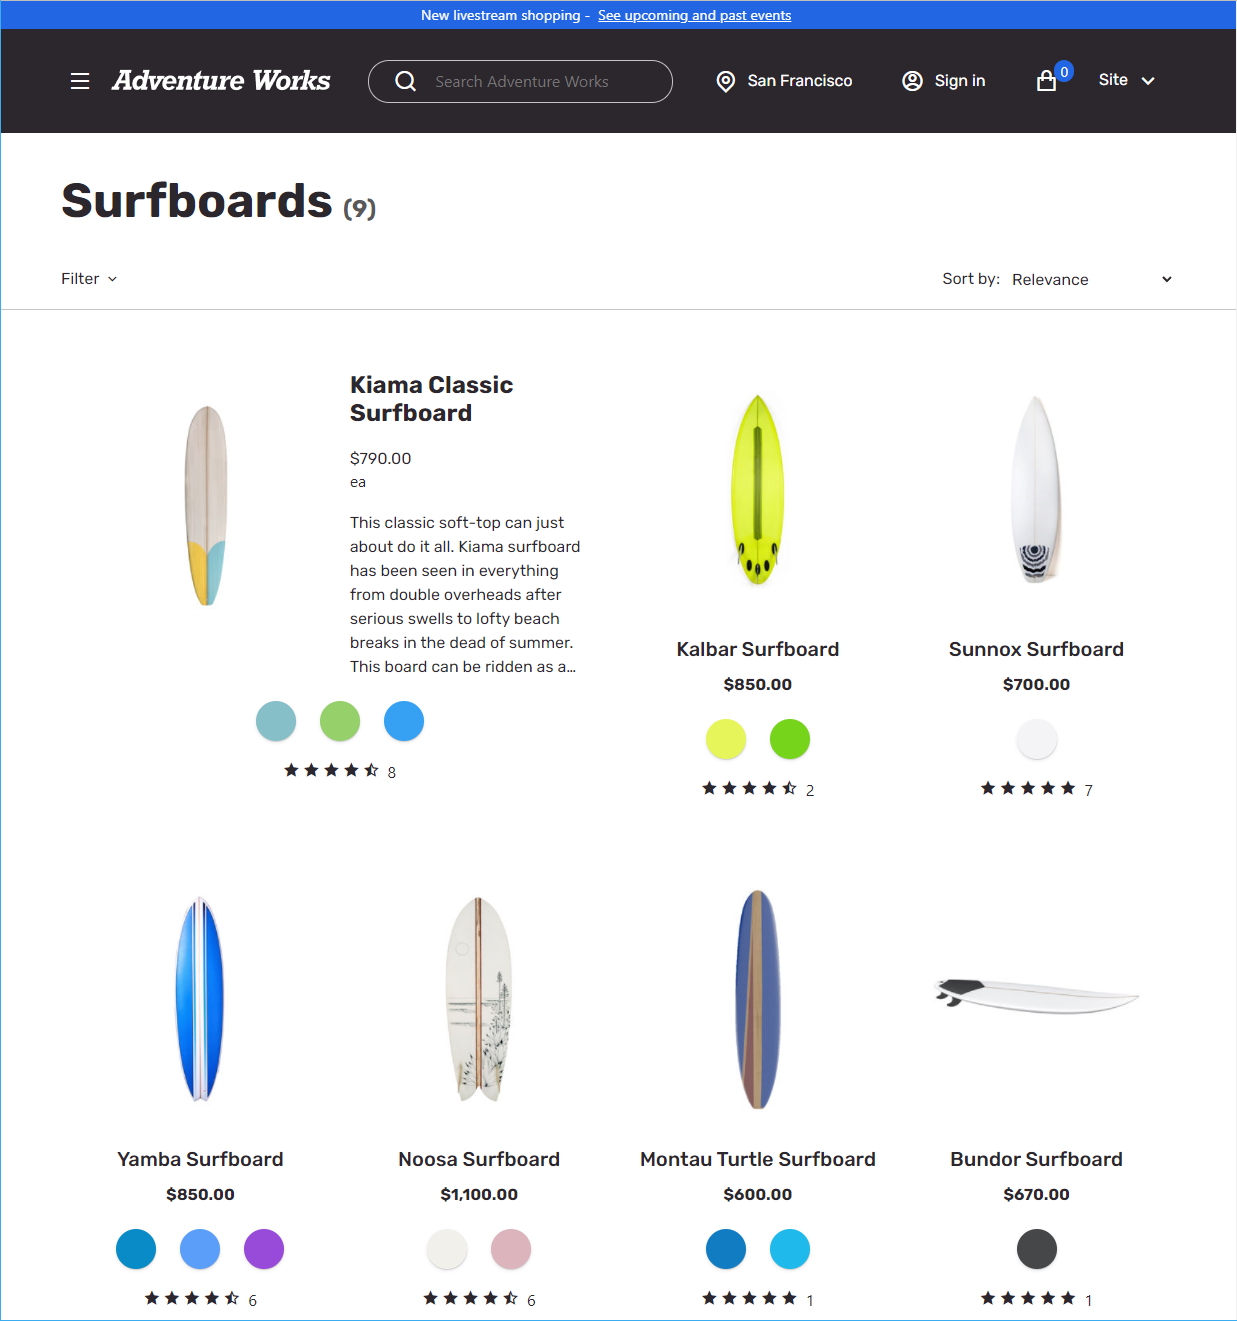 New livestream shopping - See upcoming and past events
Adventure Works
Search Adventure Works
San Francisco
Sign in
0
Site
Surfboards (9)
Filter
Sort by: Relevance
Kiama Classic
Surfboard
$790.00
ea
This classic soft-top can just
about do it all. Kiama surfboard
has been seen in everything
from double overheads after
serious swells to lofty beach
breaks in the dead of summer.
This board can be ridden as a...
8
Kalbar Surfboard
$850.00
2
Sunnox Surfboard
$700.00
7
Yamba Surfboard
$850.00
6
Noosa Surfboard
$1,100.00
6
Montau Turtle Surfboard
$600.00
1
Bundor Surfboard
$670.00
1